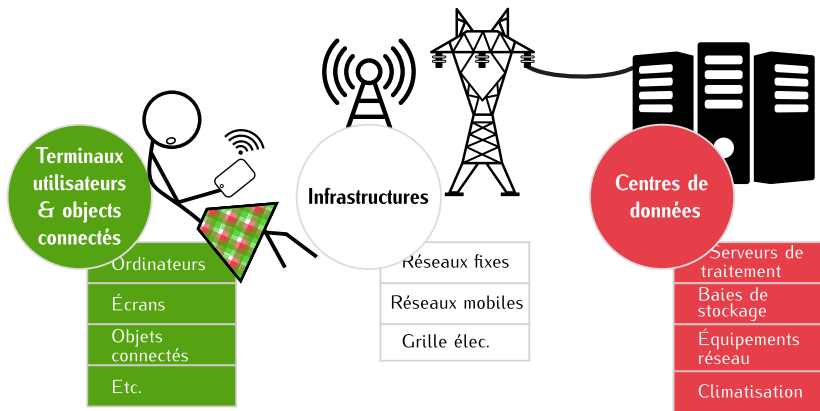 Terminaux
utilisateurs
& objects
connectés
Ordinateurs
Écrans
Objets
connectés
Etc.
Infrastructures
Réseaux fixes
Réseaux mobiles
Grille élec.
Centres de
données
Serveurs de
traitement
Baies de
stockage
Équipements
réseau
Climatisation